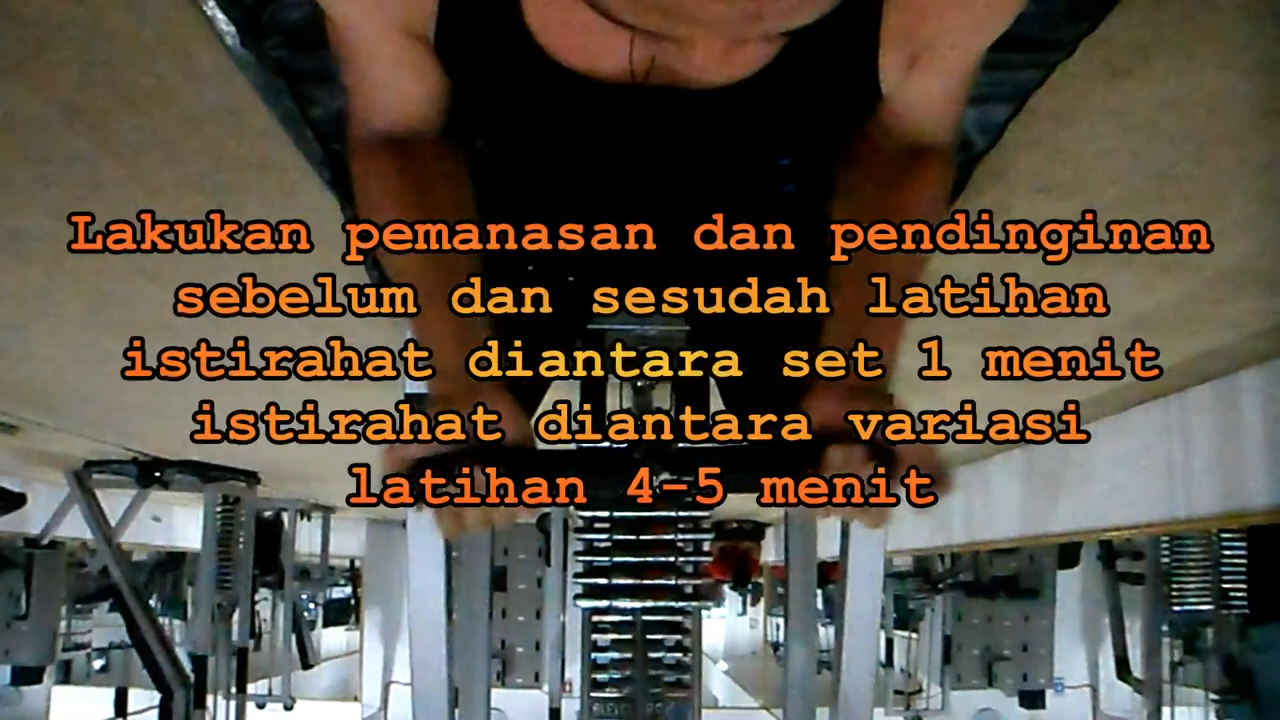 Lakukan pemanasan dan pendinginan
sebelum dan sesudah latihan
istirahat diantara set 1 menit
istirahat diantara variasi
latihan 4-5 menit